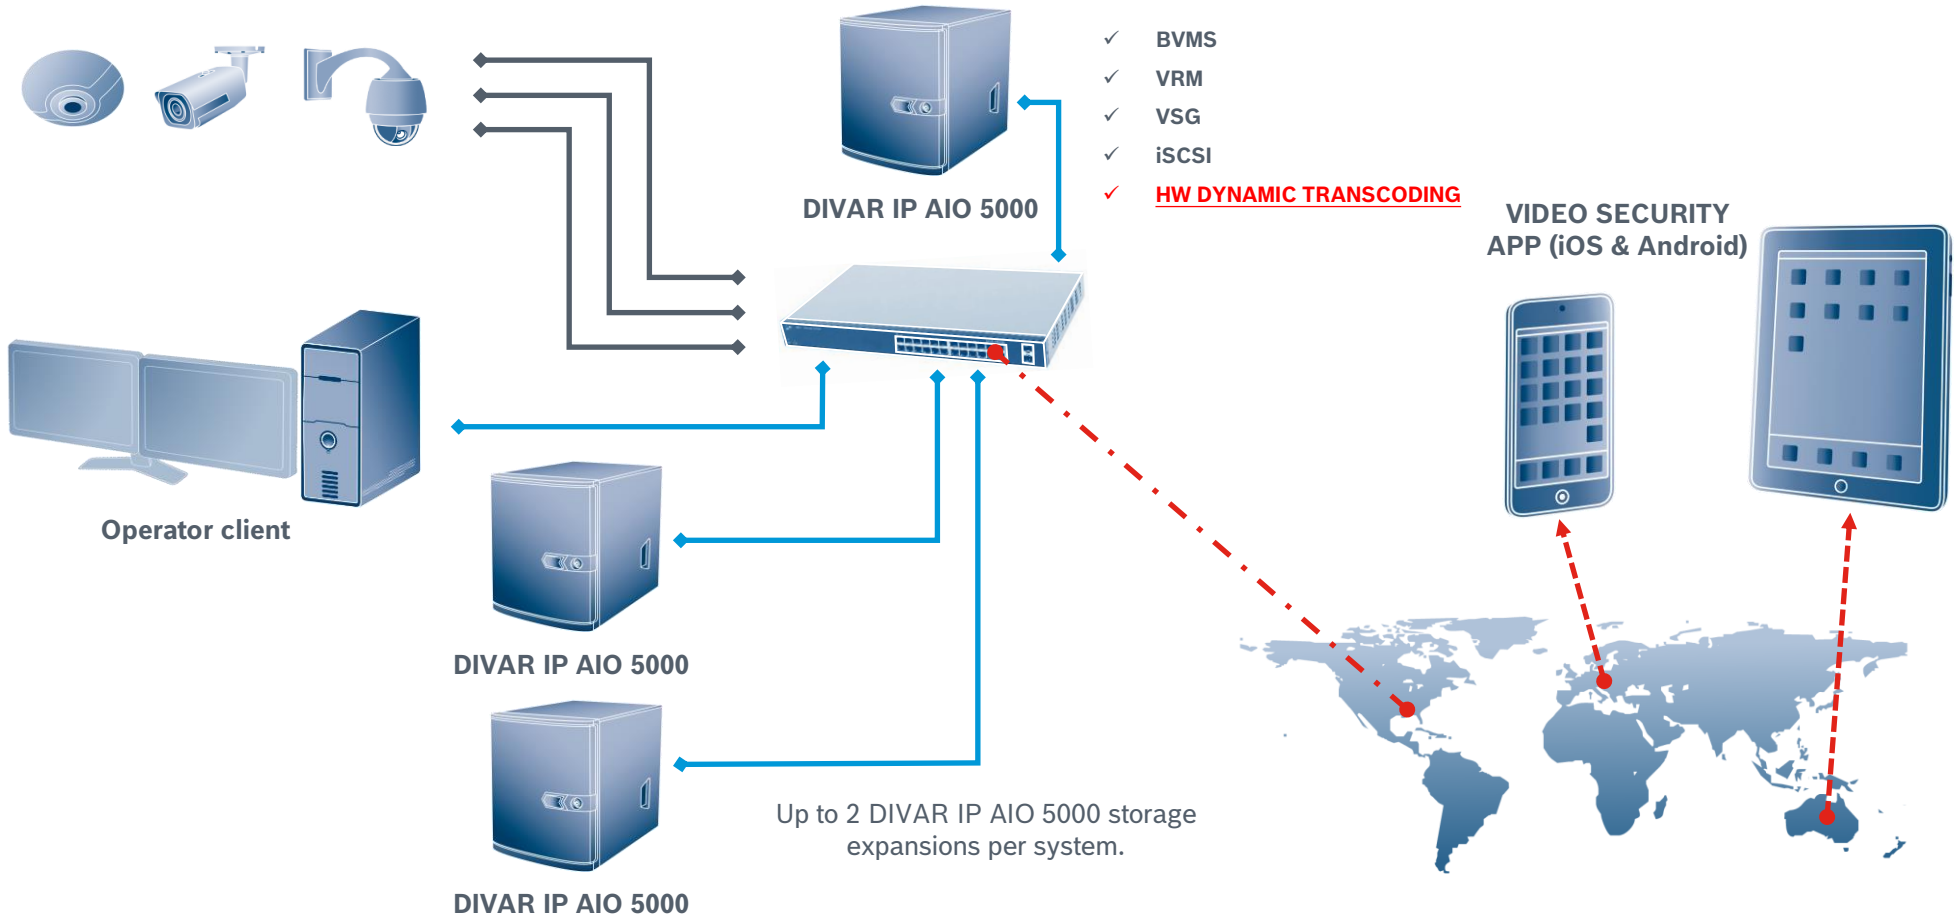 BVMS
VRM
VSG
iSCSI
HW DYNAMIC TRANSCODING
DIVAR IP AIO 5000
VIDEO SECURITY
APP (iOS & Android)
Operator client
DIVAR IP AIO 5000
Up to 2 DIVAR IP AIO 5000 storage
expansions per system.
DIVAR IP AIO 5000